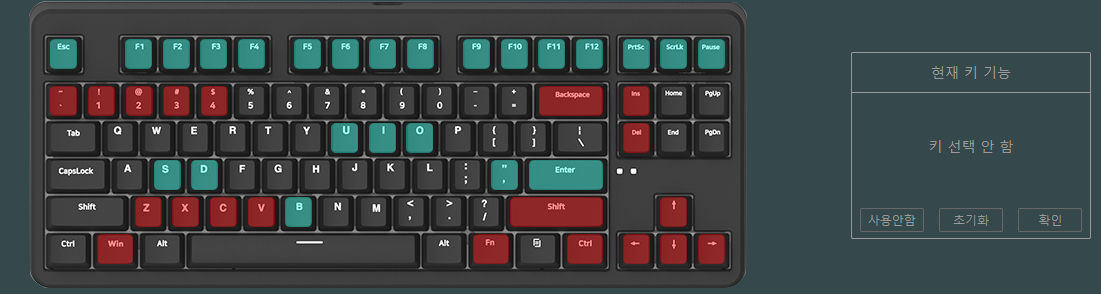 Esc F1 F2 F3 F4 F5 F6 F7 F8 F9 F10 F11 F12 PrtSc ScrLk Pause
~ ! @ # $ % ^ & * ( ) - +
` 1 2 3 4 5 6 7 8 9 0 - = Backspace Ins Home PgUp
Tab Q W E R T Y U I O P { [ } ] ¦ \ Del End PgDn
CapsLock A S D F G H J K L : ; " , Enter
Shift Z X C V B N M < , > . ? / Shift ↑
Ctrl Win Alt Alt Fn Ctrl ← ↓ →
현재 키 기능
키 선택 안 함
사용안함 초기화 확인